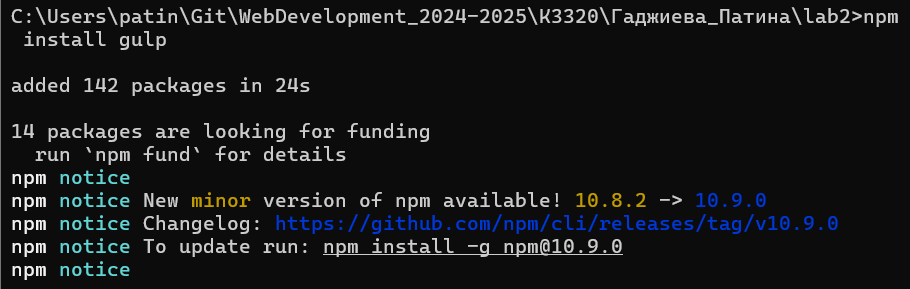 C:\Users\patin\Git\WebDevelopment_2024-2025\K3320\Гаджиева_Патина\lab2>npm
 install gulp
added 142 packages in 24s
14 packages are looking for funding
  run `npm fund` for details
npm notice
npm notice New minor version of npm available! 10.8.2 -> 10.9.0
npm notice Changelog: https://github.com/npm/cli/releases/tag/v10.9.0
npm notice To update run: npm install -g npm@10.9.0
npm notice